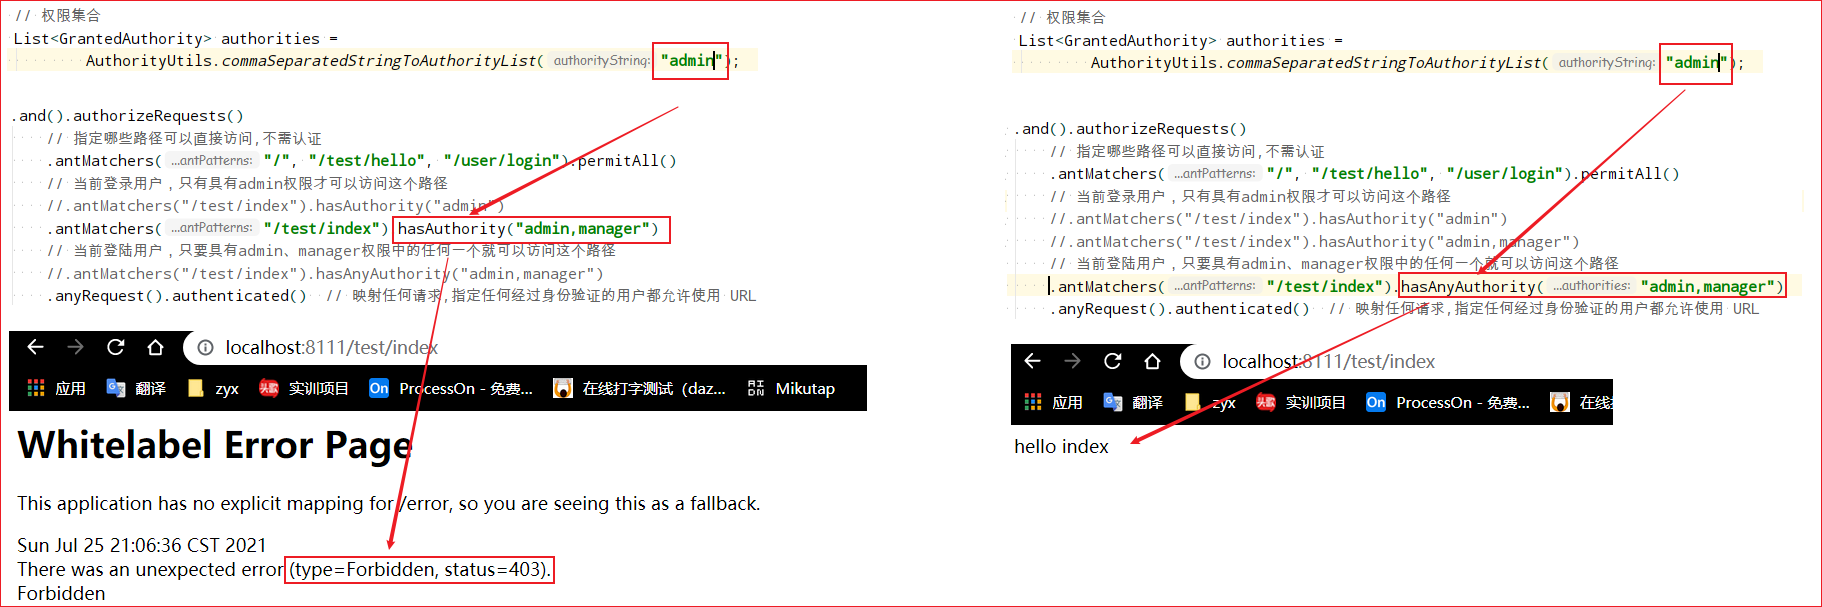 // 权限集合
List<GrantedAuthority> authorities =
AuthorityUtils.commaSeparatedStringToAuthorityList( authorityString: "admin");
.and().authorizeRequests()
// 指定哪些路径可以直接访问,不需认证
.antMatchers( ...antPatterns: "/", "/test/hello", "/user/login").permitAll()
// 当前登录用户，只有具有admin权限才可以访问这个路径
//.antMatchers("/test/index").hasAuthority("admin")
.antMatchers( ...antPatterns: "/test/index").hasAuthority("admin,manager")
// 当前登陆用户，只要具有admin、manager权限中的任何一个就可以访问这个路径
//.antMatchers("/test/index").hasAnyAuthority("admin,manager")
.anyRequest().authenticated() // 映射任何请求,指定任何经过身份验证的用户都允许使用 URL
localhost:8111/test/index
应用 翻译 zyx 头歌 实训项目 On ProcessOn - 免费... 在线打字测试（daz... Mikutap
Whitelabel Error Page
This application has no explicit mapping for /error, so you are seeing this as a fallback.
Sun Jul 25 21:06:36 CST 2021
There was an unexpected error (type=Forbidden, status=403).
Forbidden
// 权限集合
List<GrantedAuthority> authorities =
AuthorityUtils.commaSeparatedStringToAuthorityList( authorityString: "admin");
.and().authorizeRequests()
// 指定哪些路径可以直接访问,不需认证
.antMatchers( ...antPatterns: "/", "/test/hello", "/user/login").permitAll()
// 当前登录用户，只有具有admin权限才可以访问这个路径
//.antMatchers("/test/index").hasAuthority("admin")
//.antMatchers("/test/index").hasAuthority("admin,manager")
// 当前登陆用户，只要具有admin、manager权限中的任何一个就可以访问这个路径
.antMatchers( ...antPatterns: "/test/index").hasAnyAuthority( ...authorities: "admin,manager")
.anyRequest().authenticated() // 映射任何请求,指定任何经过身份验证的用户都允许使用 URL
localhost:8111/test/index
应用 翻译 zyx 头歌 实训项目 On ProcessOn - 免费... 在线
hello index